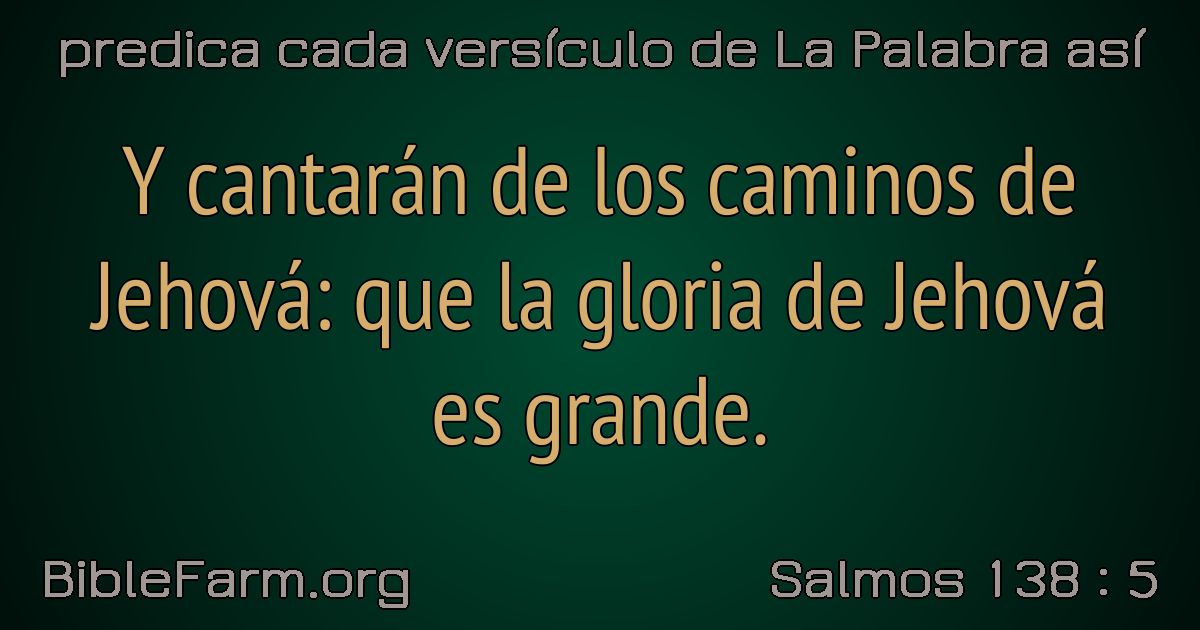 predica cada versículo de La Palabra así
Y cantarán de los caminos de
Jehová: que la gloria de Jehová
es grande.
BibleFarm.org
Salmos 138 : 5